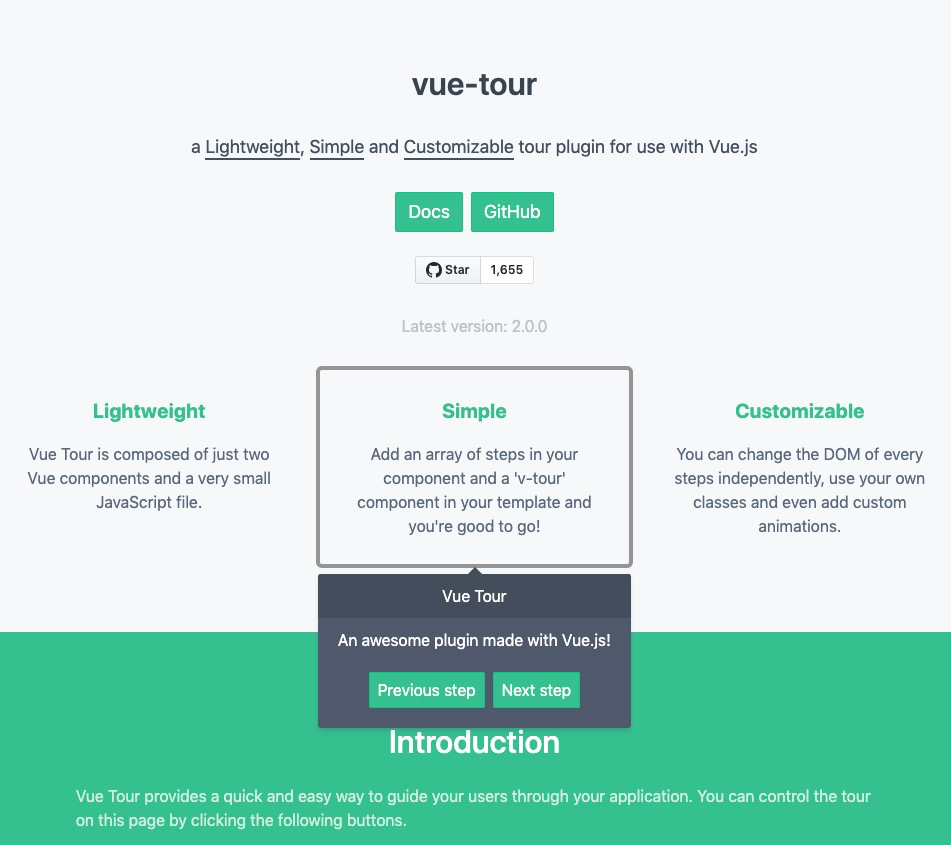 vue-tour
a Lightweight, Simple and Customizable tour plugin for use with Vue.js
Docs GitHub
Star 1,655
Latest version: 2.0.0
Lightweight
Vue Tour is composed of just two
Vue components and a very small
JavaScript file.
Simple
Add an array of steps in your
component and a 'v-tour'
component in your template and
you're good to go!
Customizable
You can change the DOM of every
steps independently, use your own
classes and even add custom
animations.
Vue Tour
An awesome plugin made with Vue.js!
Previous step Next step
Introduction
Vue Tour provides a quick and easy way to guide your users through your application. You can control the tour
on this page by clicking the following buttons.